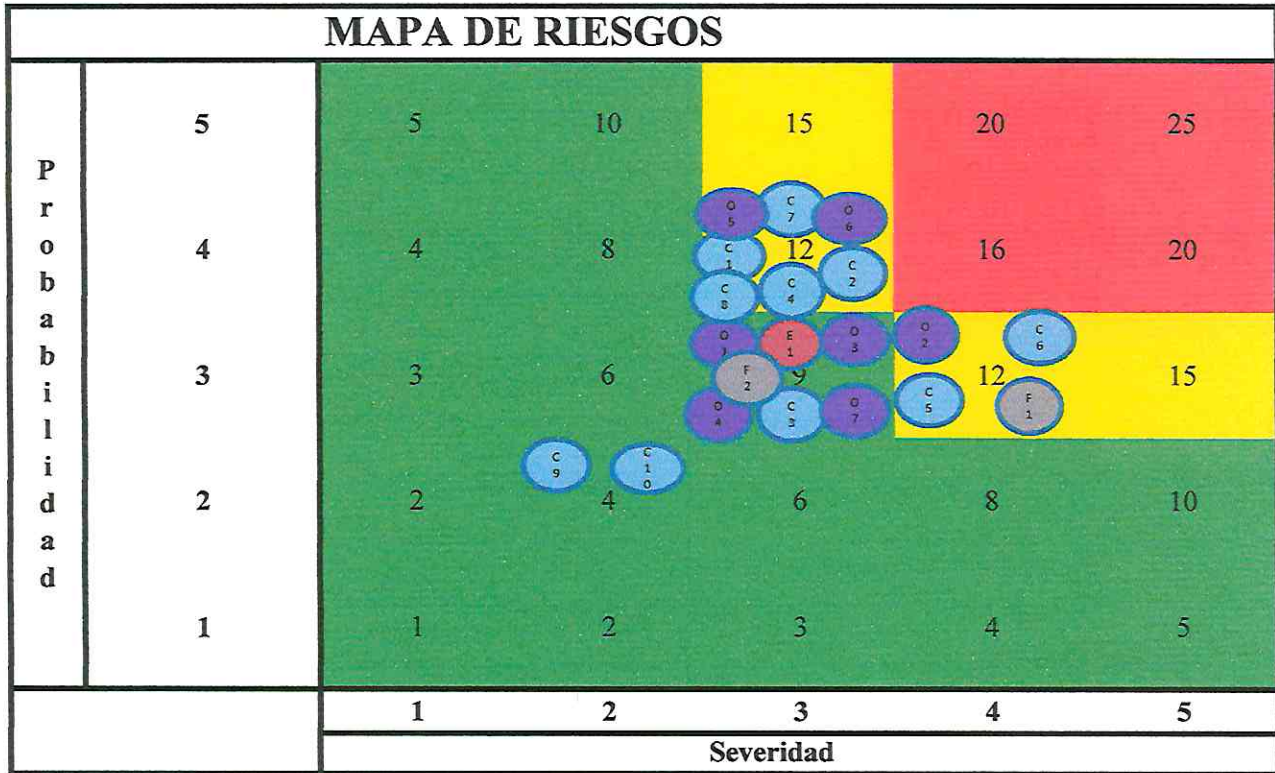 MAPA DE RIESGOS
Probabilidad
5 5 10 15 20 25
O5 C7 O6
4 4 8 12 16 20
C1 C2
C8 C4
O1 E1 O3 O2 C6
3 3 6 9 12 15
F2
O4 C3 O7 C5 F1
C9 C10
2 2 4 6 8 10
1 1 2 3 4 5
1 2 3 4 5
Severidad